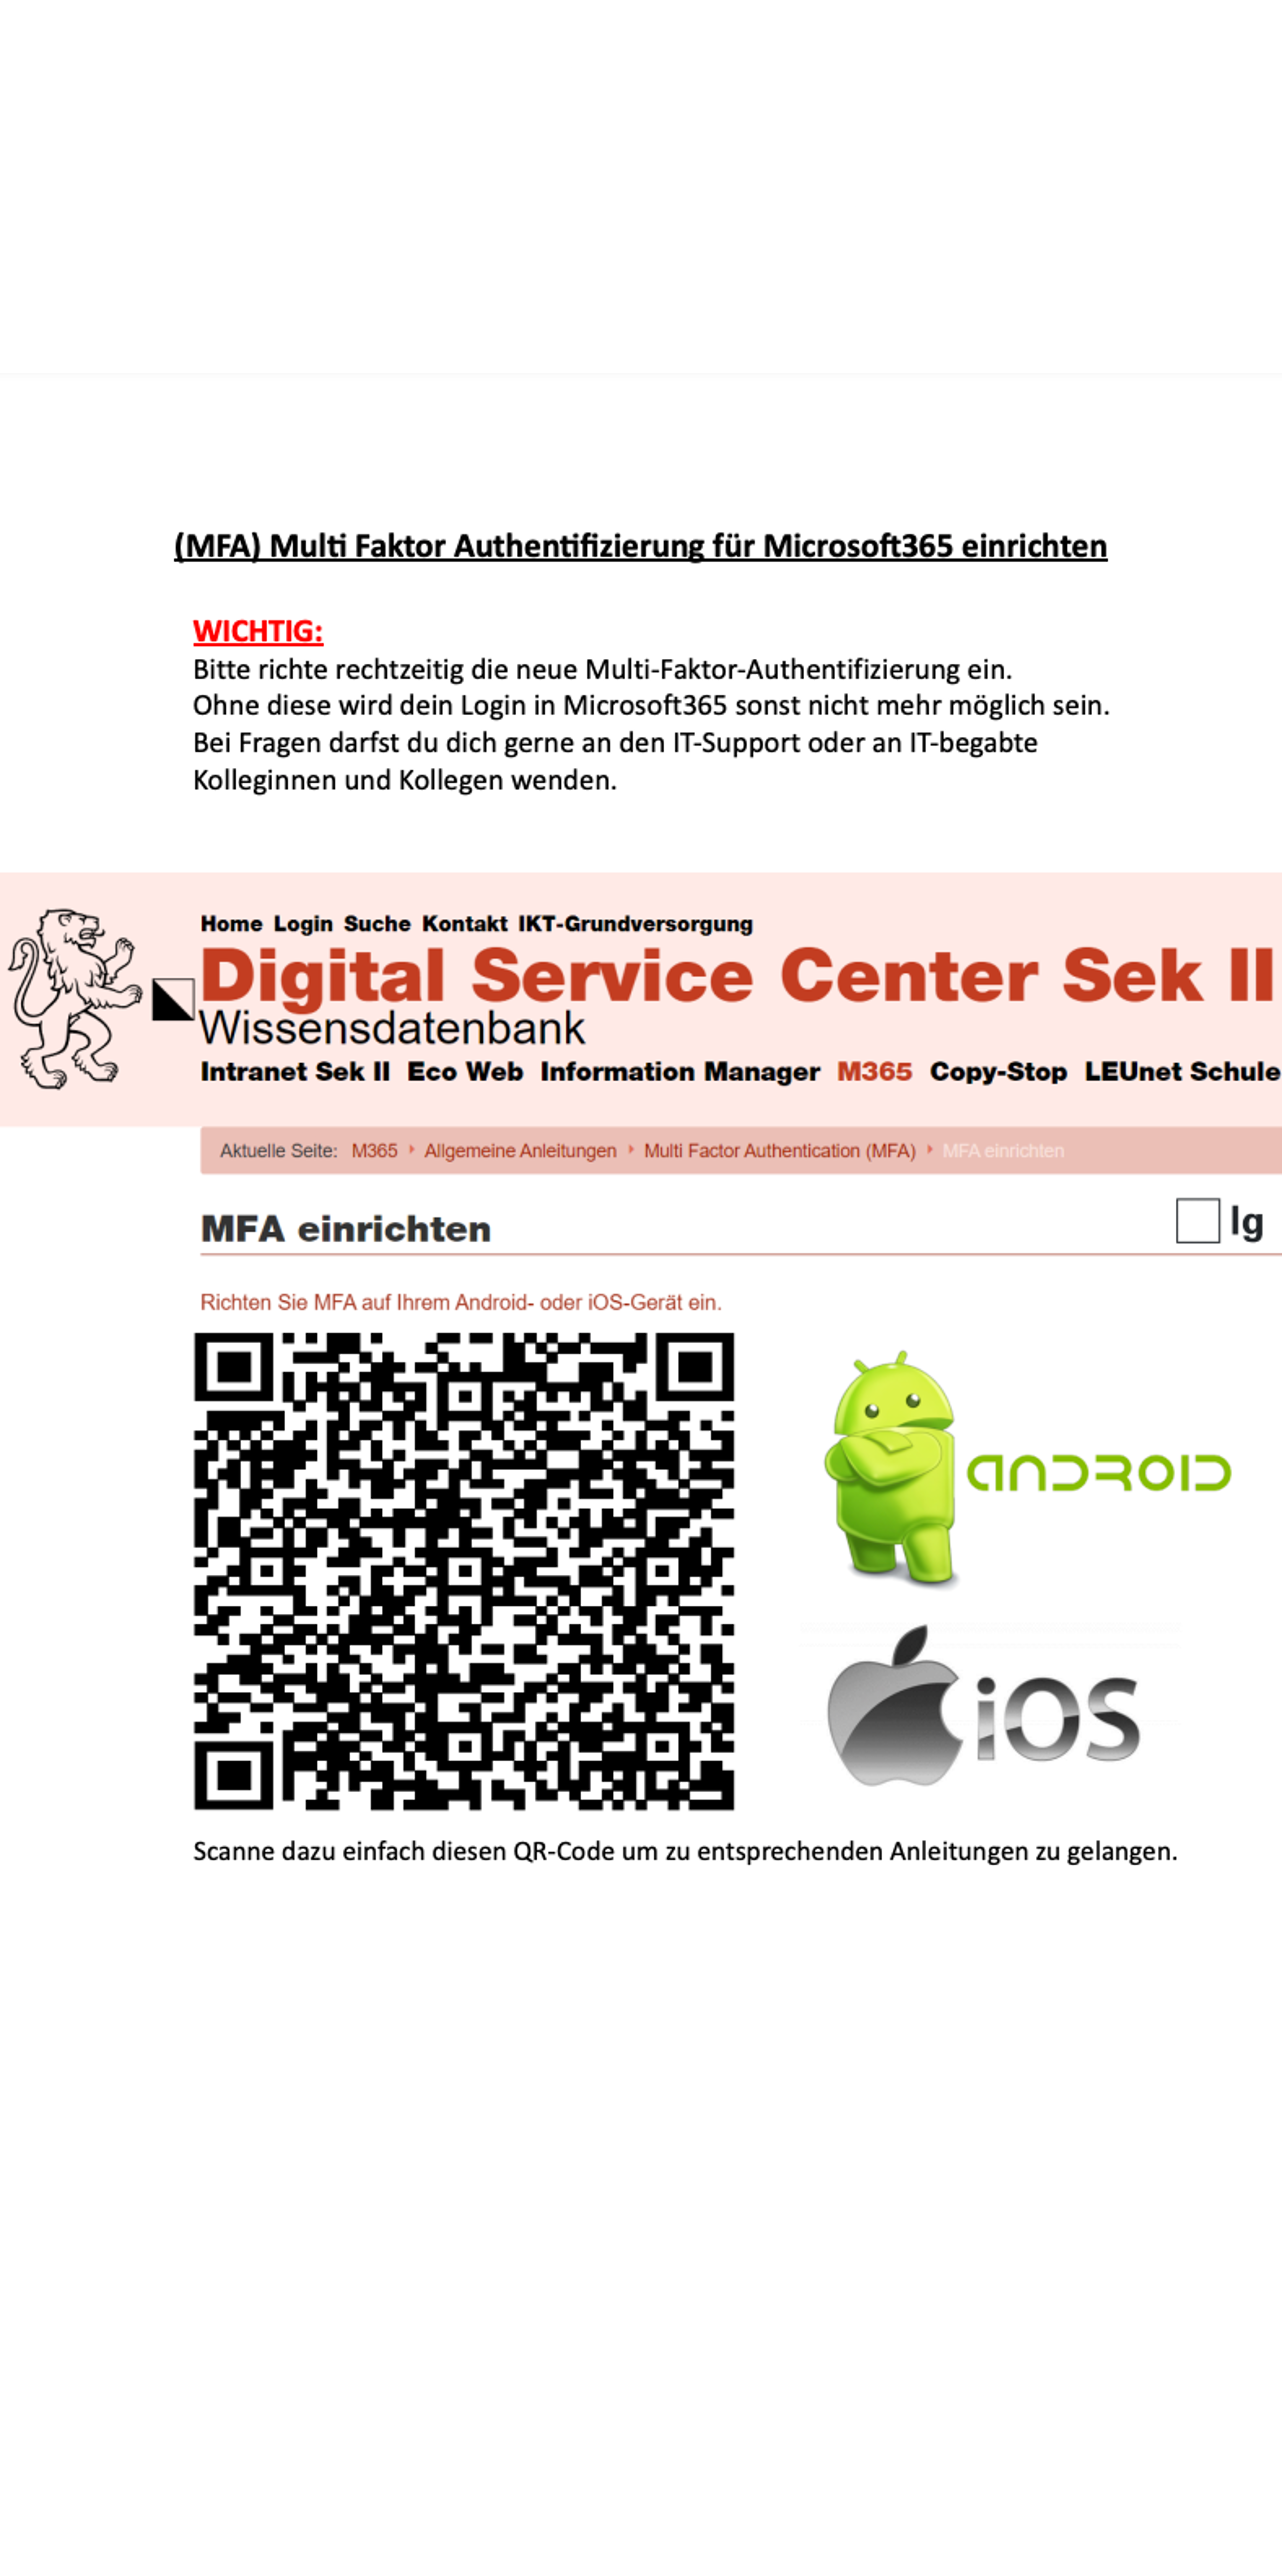 (MFA) Multi Faktor Authentifizierung für Microsoft365 einrichten
WICHTIG:
Bitte richte rechtzeitig die neue Multi-Faktor-Authentifizierung ein.
Ohne diese wird dein Login in Microsoft365 sonst nicht mehr möglich sein.
Bei Fragen darfst du dich gerne an den IT-Support oder an IT-begabte
Kolleginnen und Kollegen wenden.
Home Login Suche Kontakt IKT-Grundversorgung
Digital Service Center Sek II
Wissensdatenbank
Intranet Sek II Eco Web Information Manager M365 Copy-Stop LEUnet Schule
Aktuelle Seite: M365 Allgemeine Anleitungen Multi Factor Authentication (MFA) MFA einrichten
MFA einrichten
lg
Richten Sie MFA auf Ihrem Android- oder iOS-Gerät ein.
ANDROID
iOS
Scanne dazu einfach diesen QR-Code um zu entsprechenden Anleitungen zu gelangen.